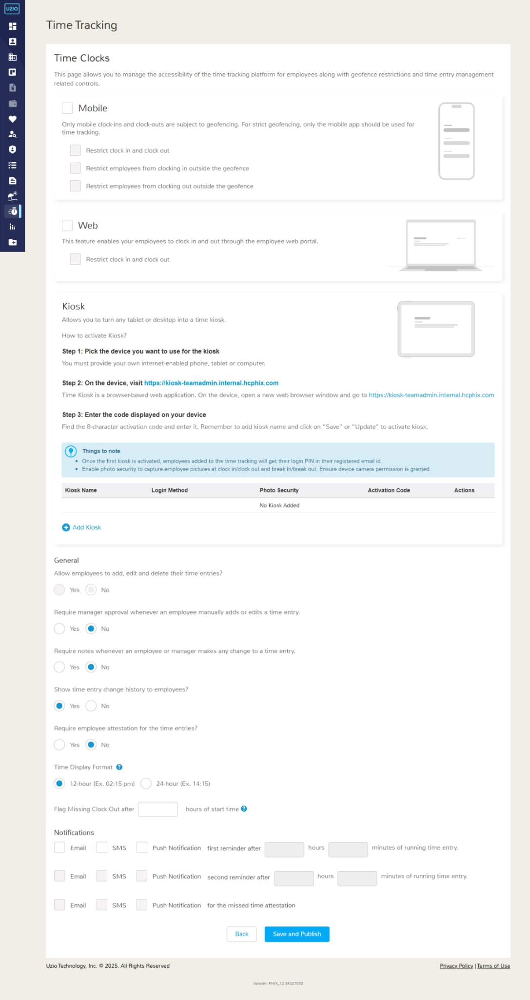 UZIO
Time Tracking
Time Clocks
This page allows you to manage the accessibility of the time tracking platform for employees along with geofence restrictions and time entry management
related controls.
Mobile
Only mobile clock-ins and clock-outs are subject to geofencing. For strict geofencing, only the mobile app should be used for
time tracking.
Restrict clock in and clock out
Restrict employees from clocking in outside the geofence
Restrict employees from clocking out outside the geofence
Web
This feature enables your employees to clock in and out through the employee web portal.
Restrict clock in and clock out
Kiosk
Allows you to turn any tablet or desktop into a time kiosk.
How to activate Kiosk?
Step 1: Pick the device you want to use for the kiosk
You must provide your own internet-enabled phone, tablet or computer.
Step 2: On the device, visit https://kiosk-teamadmin.internal.hcphix.com
Time Kiosk is a browser-based web application. On the device, open a new web browser window and go to https://kiosk-teamadmin.internal.hcphix.com
Step 3: Enter the code displayed on your device
Find the 8-character activation code and enter it. Remember to add kiosk name and click on "Save" or "Update" to activate kiosk.
Things to note
• Once the first kiosk is activated, employees added to the time tracking will get their login PIN in their registered email id.
• Enable photo security to capture employee pictures at clock in/clock out and break in/break out. Ensure device camera permission is granted.
Kiosk Name Login Method Photo Security Activation Code Actions
No Kiosk Added
Add Kiosk
General
Allow employees to add, edit and delete their time entries?
Yes No
Require manager approval whenever an employee manually adds or edits a time entry.
Yes No
Require notes whenever an employee or manager makes any change to a time entry.
Yes No
Show time entry change history to employees?
Yes No
Require employee attestation for the time entries?
Yes No
Time Display Format ?
12-hour (Ex. 02:15 pm) 24-hour (Ex. 14:15)
Flag Missing Clock Out after hours of start time ?
Notifications
Email SMS Push Notification first reminder after hours minutes of running time entry.
Email SMS Push Notification second reminder after hours minutes of running time entry.
Email SMS Push Notification for the missed time attestation
Back Save and Publish
Uzio Technology, Inc. © 2025. All Rights Reserved Privacy Policy | Terms of Use
Version: PHIX_12.3#327550